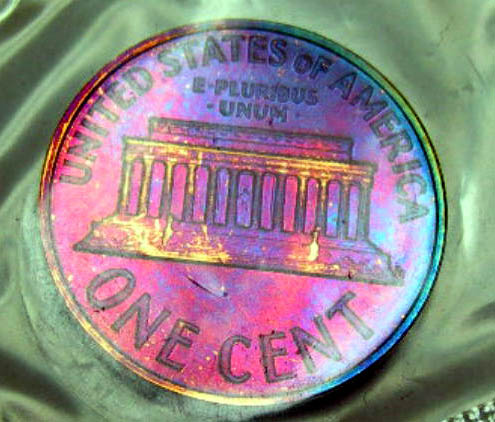 UNITED STATES OF AMERICA
E·PLURIBUS
·UNUM·
ONE CENT